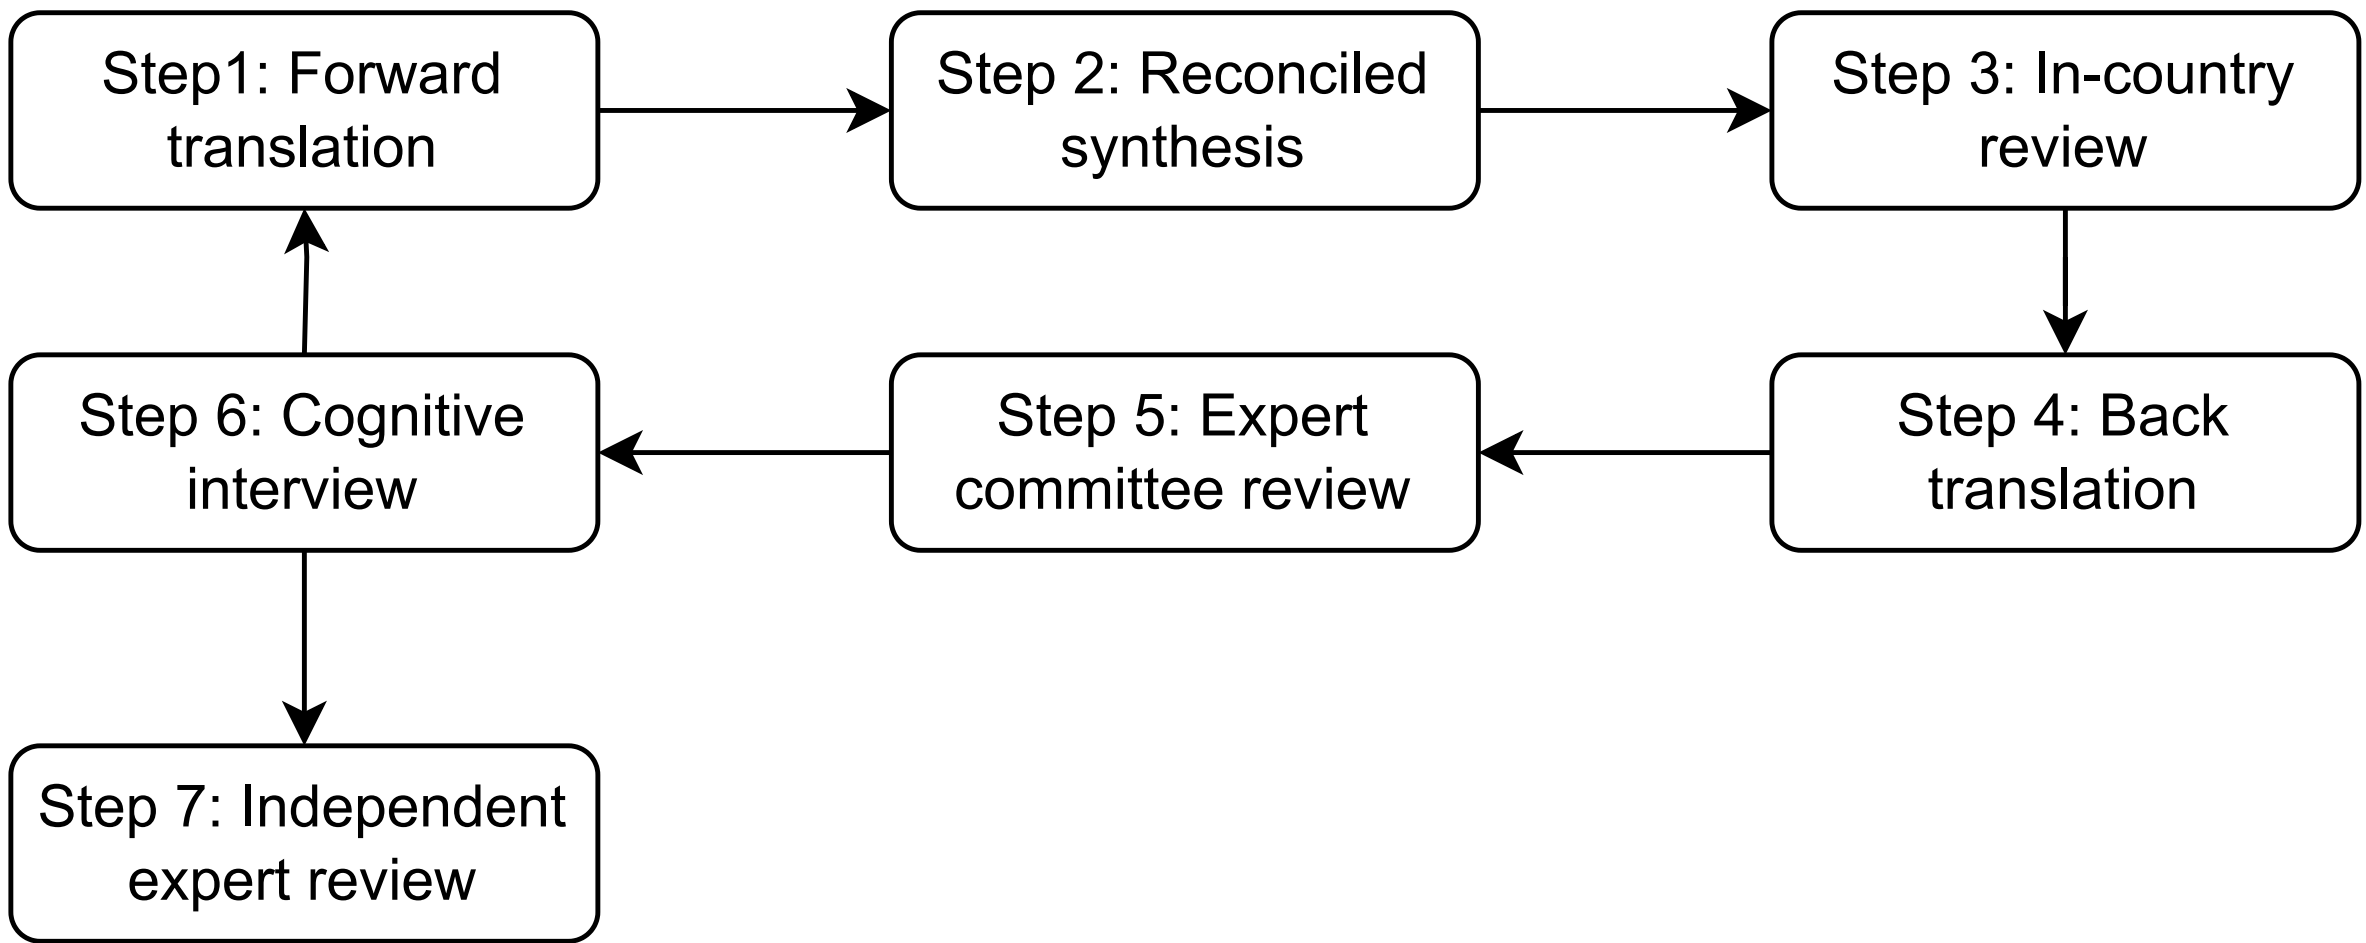 Step1: Forward
translation
Step 2: Reconciled
synthesis
Step 3: In-country
review
Step 4: Back
translation
Step 5: Expert
committee review
Step 6: Cognitive
interview
Step 7: Independent
expert review